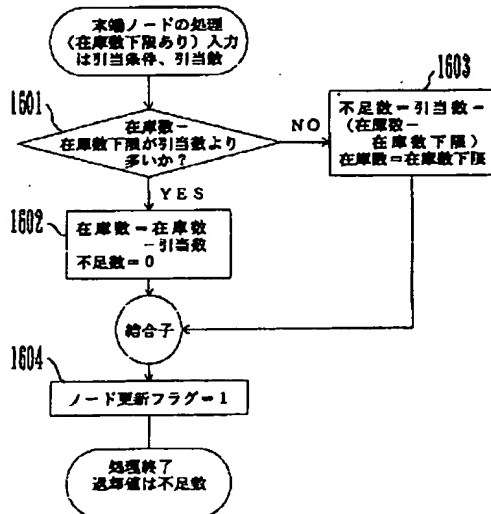 末端ノードの処理
（在庫数下限あり）入力
は引当条件、引当数
1601
在庫数－
在庫数下限が引当数より
多いか？
NO
1603
不足数＝引当数－
（在庫数－
在庫数下限）
在庫数＝在庫数下限
YES
1602
在庫数＝在庫数
－引当数
不足数＝0
結合子
1604
ノード更新フラグ＝1
処理終了
返却値は不足数